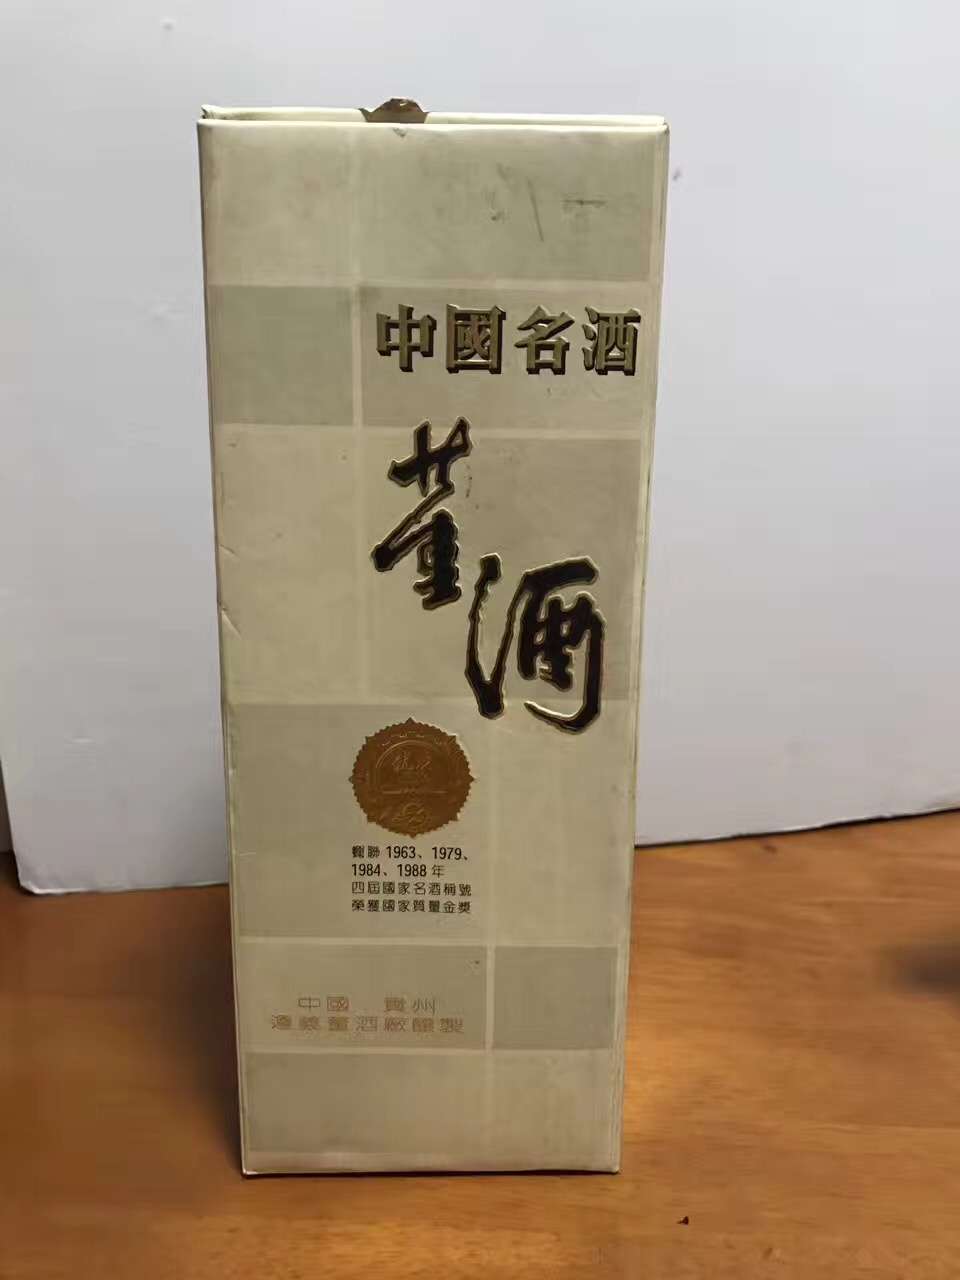 中國名酒
董酒
蟬聯 1963、1979、
1984、1988 年
四屆國家名酒稱號
榮獲國家質量金獎
中國 貴州
遵義董酒廠釀製